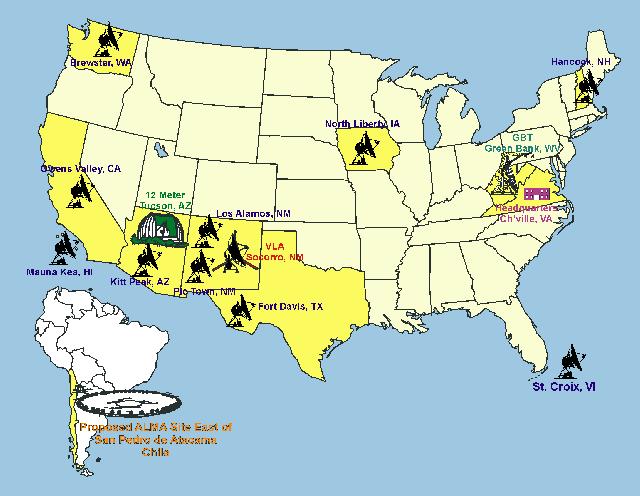 Brewster, WA
Hancock, NH
North Liberty, IA
GBT
Green Bank, WV
Owens Valley, CA
12 Meter
Tucson, AZ
Headquarters
Ch'ville, VA
Los Alamos, NM
VLA
Socorro, NM
Mauna Kea, HI
Kitt Peak, AZ
Pie Town, NM
Fort Davis, TX
St. Croix, VI
Proposed ALMA Site East of
San Pedro de Atacama
Chile